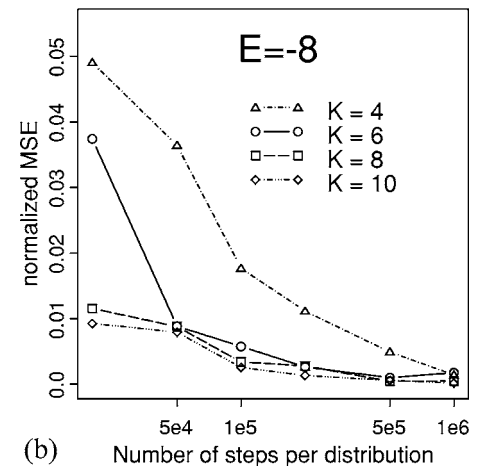 E=-8
K = 4
K = 6
K = 8
K = 10
normalized MSE
0.05
0.04
0.03
0.02
0.01
0.0
5e4 1e5 5e5 1e6
Number of steps per distribution
(b)